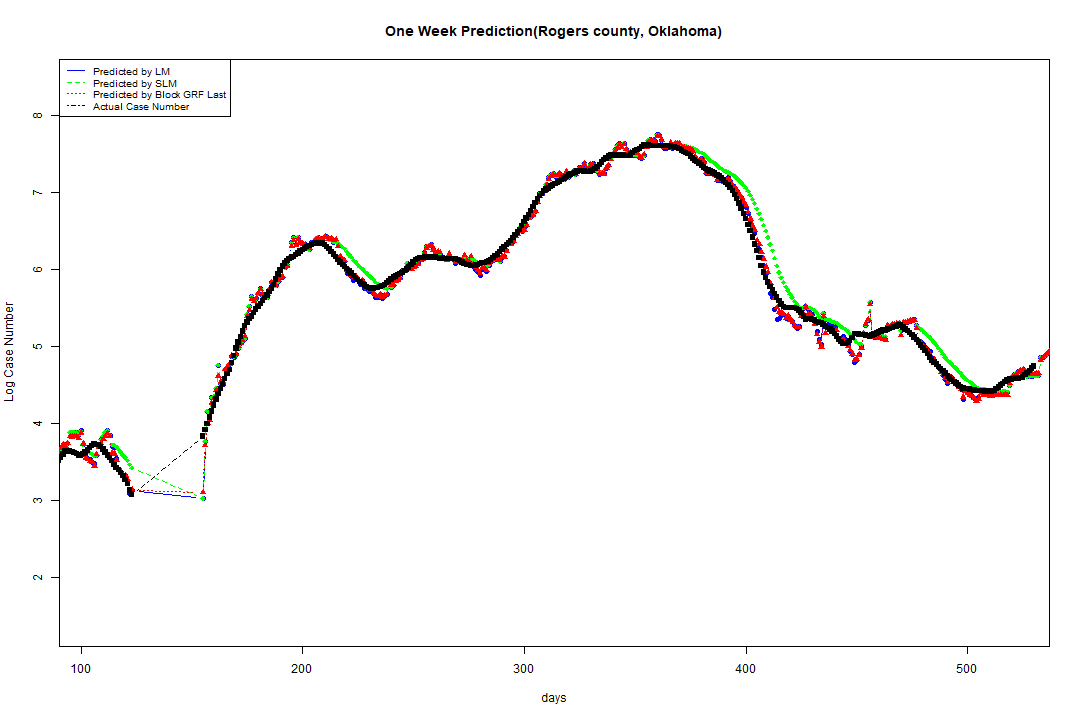 One Week Prediction(Rogers county, Oklahoma)
Predicted by LM
Predicted by SLM
Predicted by Block GRF Last
Actual Case Number
8
7
6
5
4
3
2
Log Case Number
100 200 300 400 500
days